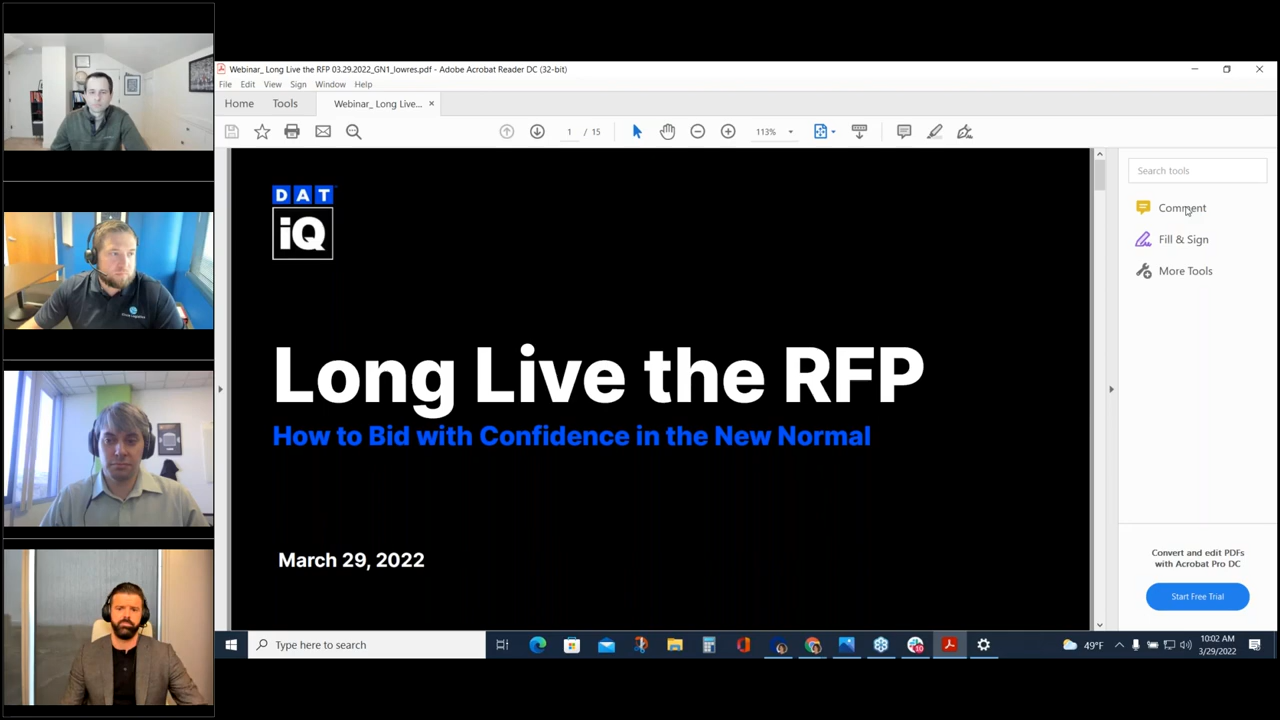 Webinar_ Long Live the RFP 03.29.2022_GN1_lowres.pdf - Adobe Acrobat Reader DC (32-bit)
File Edit View Sign Window Help
Home Tools Webinar_ Long Live... ×
1 / 15 113%
Search tools
Comment
Fill & Sign
More Tools
DAT
iQ
Long Live the RFP
How to Bid with Confidence in the New Normal
March 29, 2022
Convert and edit PDFs
with Acrobat Pro DC
Start Free Trial
Type here to search
49°F
10:02 AM
3/29/2022